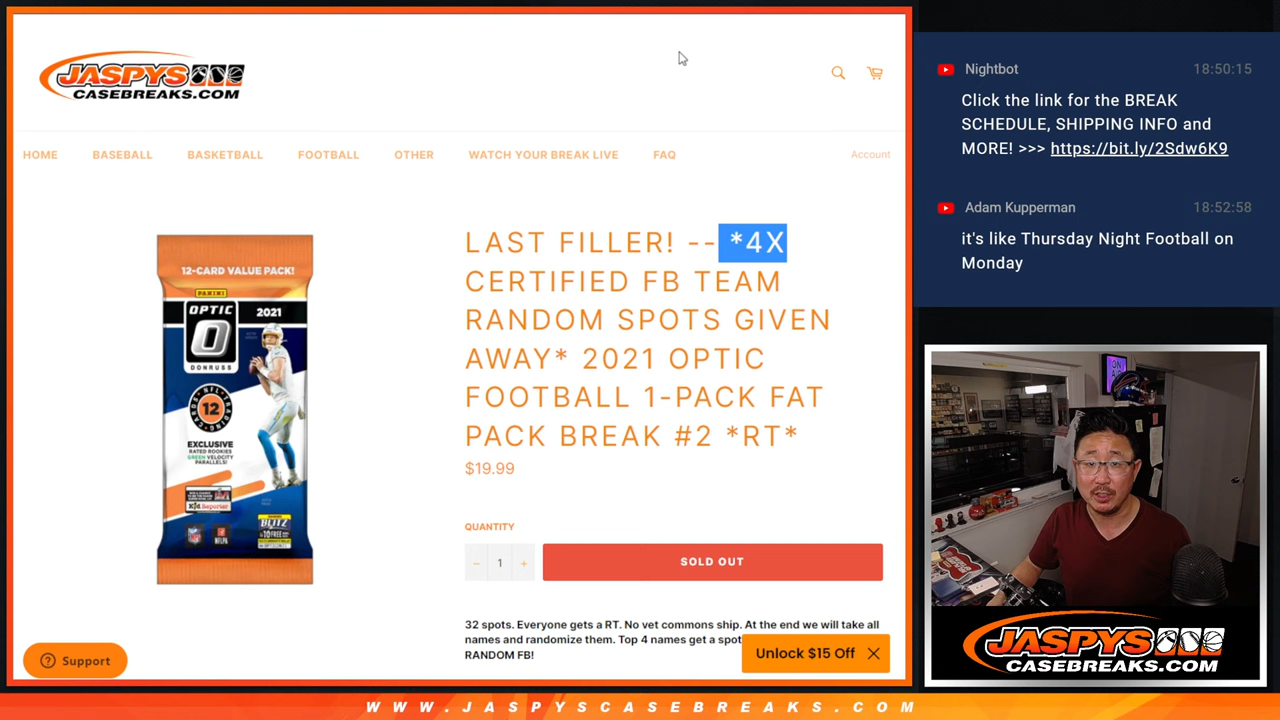 JASPYS
CASEBREAKS.COM
HOME BASEBALL BASKETBALL FOOTBALL OTHER WATCH YOUR BREAK LIVE FAQ Account
12-CARD VALUE PACK!
PANINI
OPTIC
2021
DONRUSS
12
EXCLUSIVE
RATED ROOKIES
GREEN VELOCITY
PARALLELS!
BLITZ
LAST FILLER! -- *4X
CERTIFIED FB TEAM
RANDOM SPOTS GIVEN
AWAY* 2021 OPTIC
FOOTBALL 1-PACK FAT
PACK BREAK #2 *RT*
$19.99
QUANTITY
− 1 +
SOLD OUT
32 spots. Everyone gets a RT. No vet commons ship. At the end we will take all
names and randomize them. Top 4 names get a spot
RANDOM FB!
Support
Unlock $15 Off
Nightbot 18:50:15
Click the link for the BREAK
SCHEDULE, SHIPPING INFO and
MORE! >>> https://bit.ly/2Sdw6K9
Adam Kupperman 18:52:58
it's like Thursday Night Football on
Monday
JASPYS
CASEBREAKS.COM
WWW.JASPYSCASEBREAKS.COM